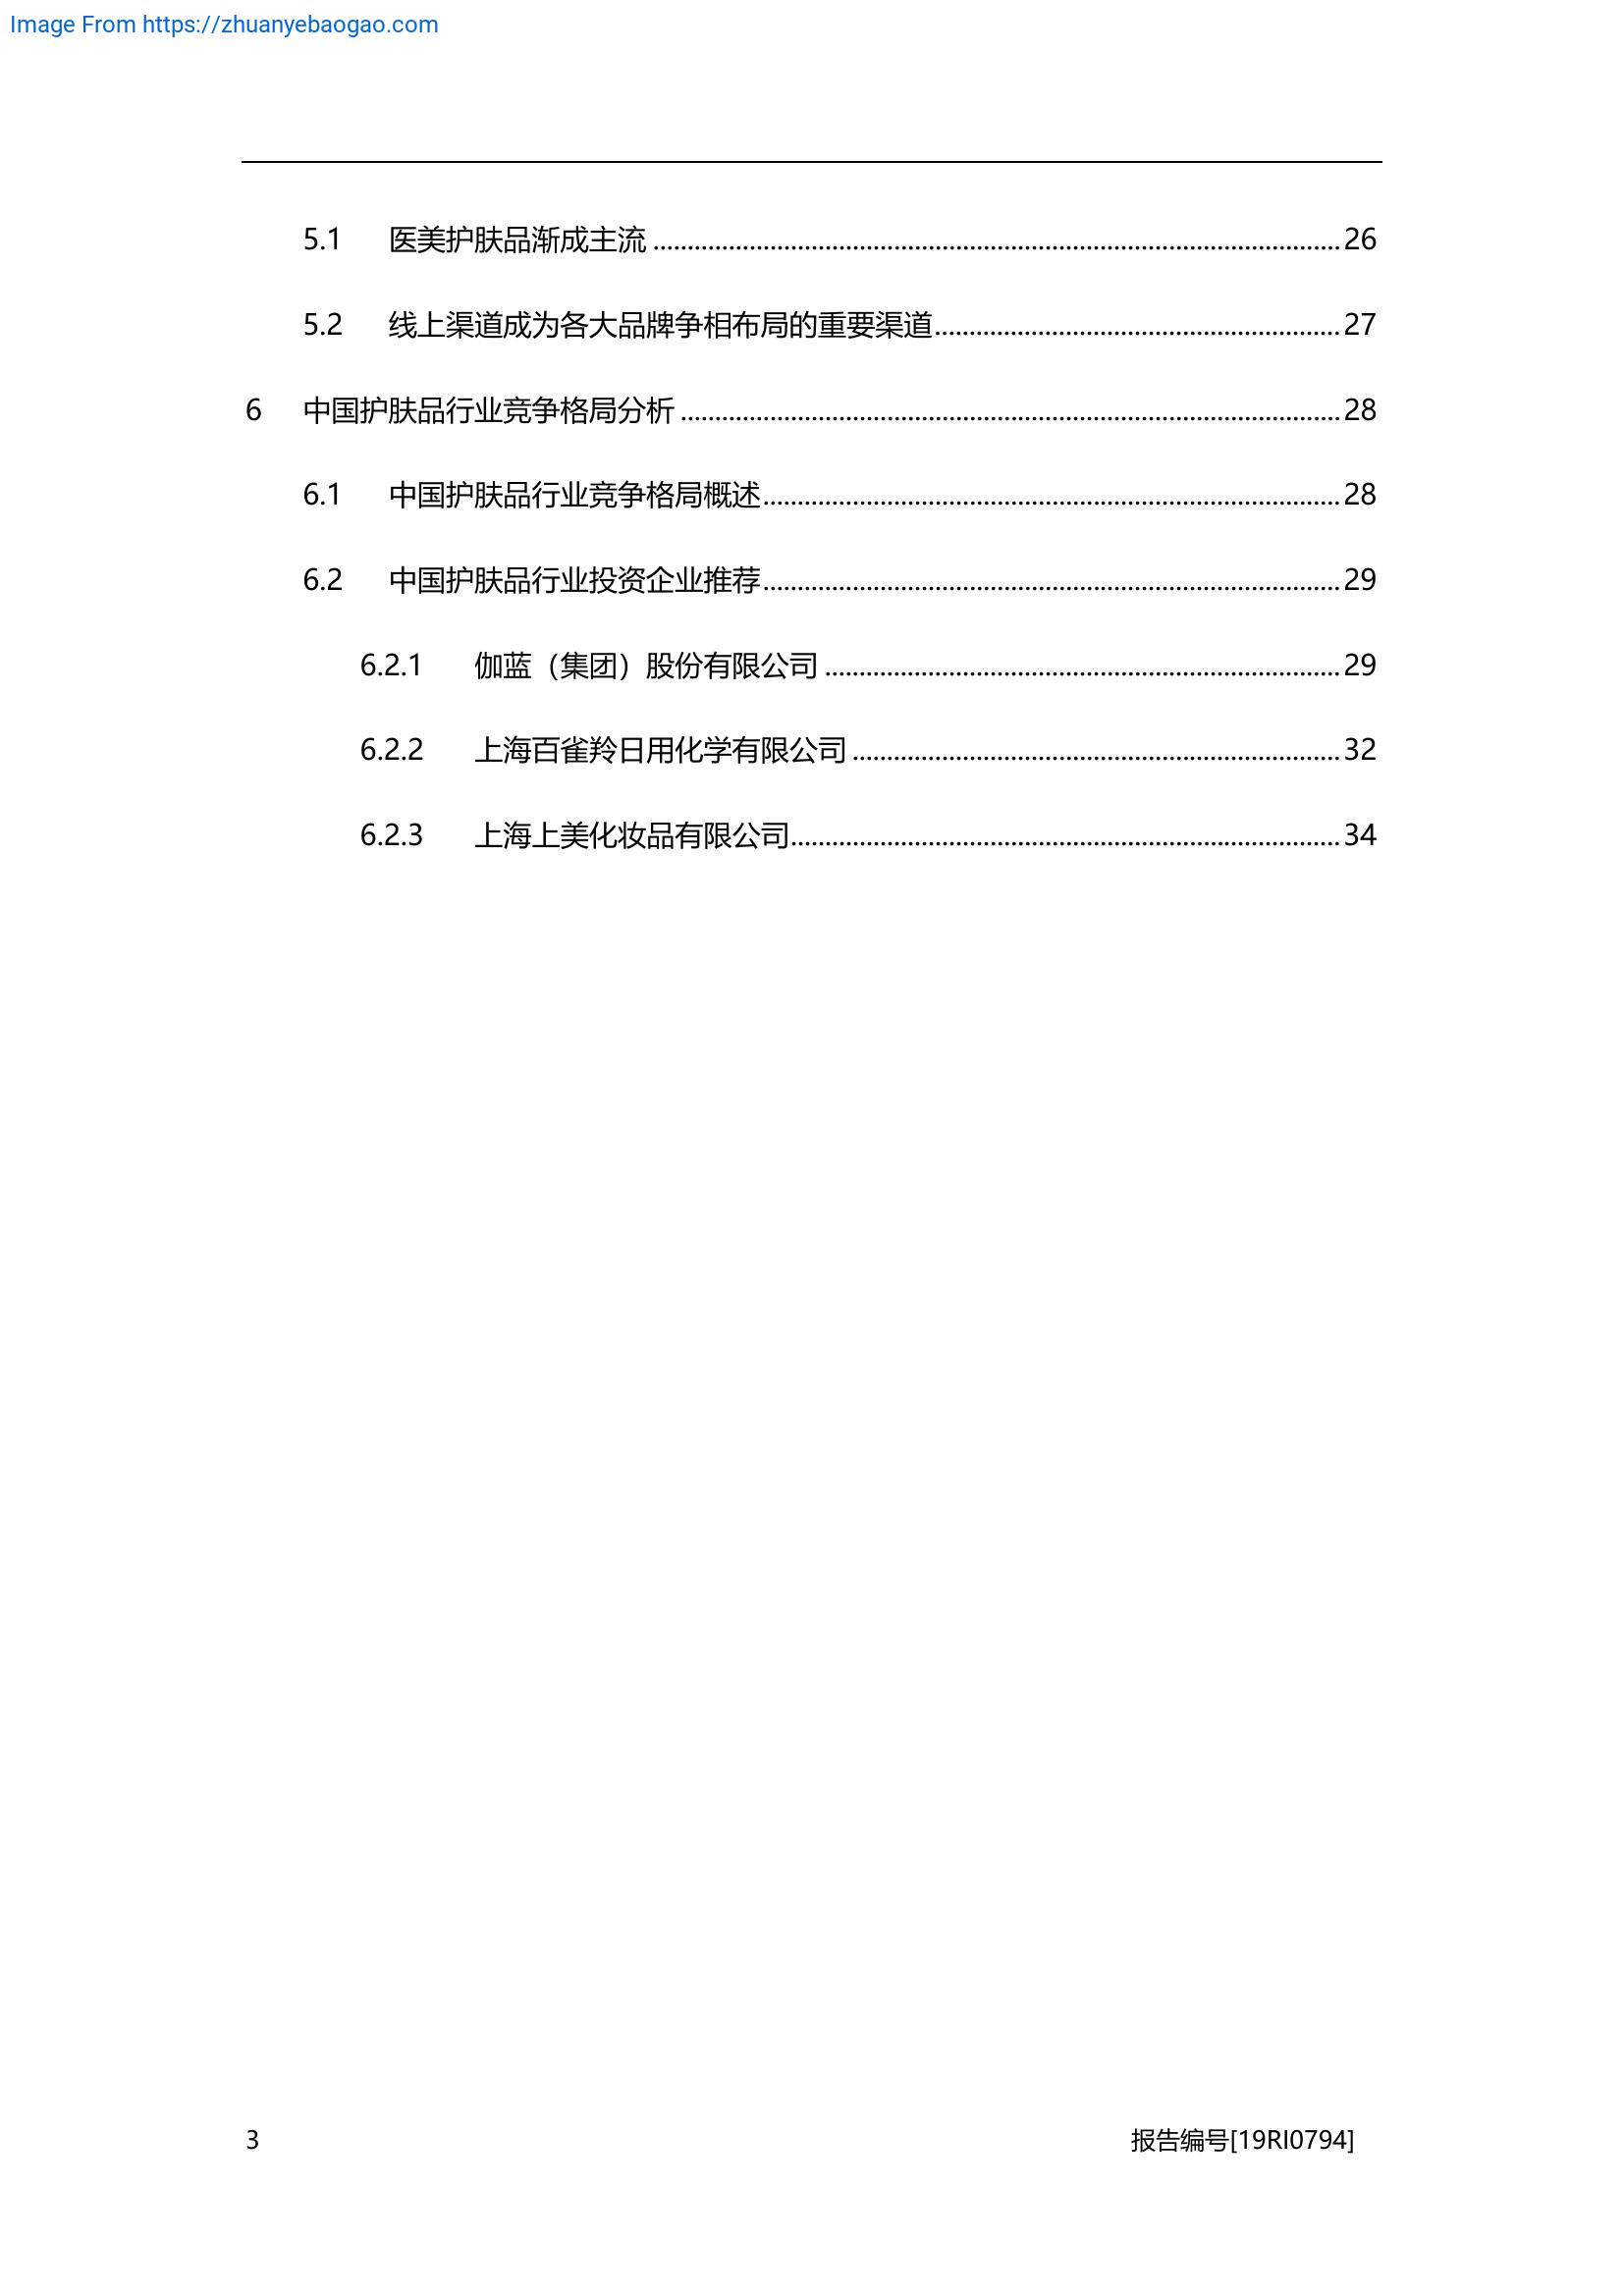 Image From https://zhuanyebaogao.com
5.1 医美护肤品渐成主流 ........ 26
5.2 线上渠道成为各大品牌争相布局的重要渠道 ........ 27
6 中国护肤品行业竞争格局分析 ........ 28
6.1 中国护肤品行业竞争格局概述 ........ 28
6.2 中国护肤品行业投资企业推荐 ........ 29
6.2.1 伽蓝（集团）股份有限公司 ........ 29
6.2.2 上海百雀羚日用化学有限公司 ........ 32
6.2.3 上海上美化妆品有限公司 ........ 34
3 报告编号[19RI0794]